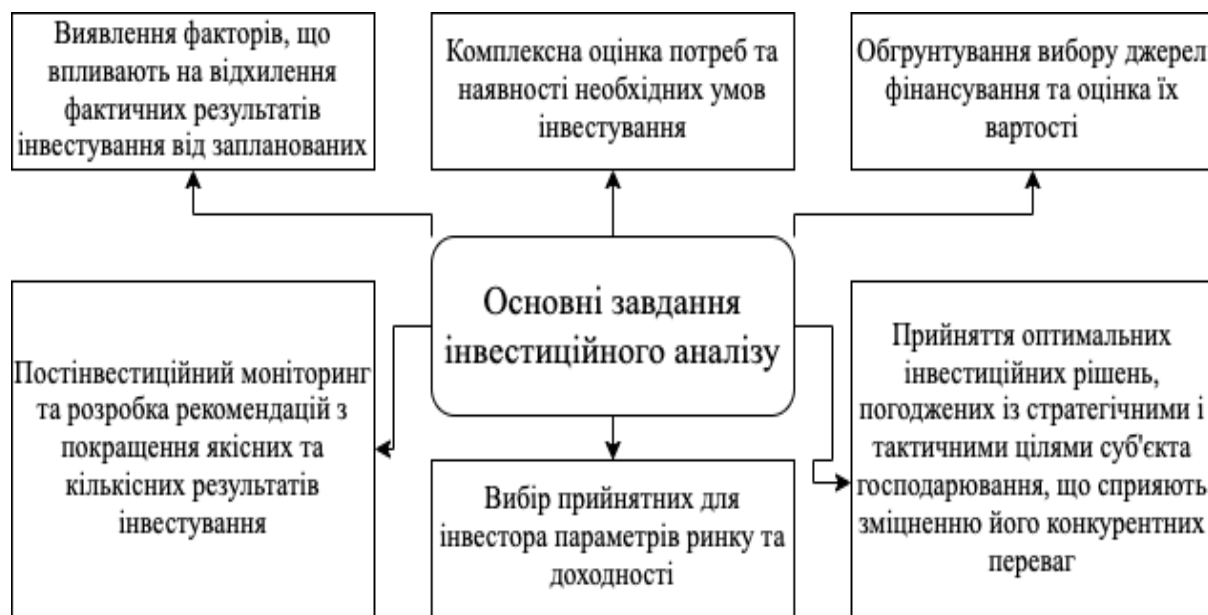 Виявлення факторів, що
впливають на відхилення
фактичних результатів
інвестування від запланованих
Комплексна оцінка потреб та
наявності необхідних умов
інвестування
Обгрунтування вибору джерел
фінансування та оцінка їх
вартості
Основні завдання
інвестиційного аналізу
Постінвестиційний моніторинг
та розробка рекомендацій з
покращення якісних та
кількісних результатів
інвестування
Вибір прийнятних для
інвестора параметрів ринку та
доходності
Прийняття оптимальних
інвестиційних рішень,
погоджених із стратегічними і
тактичними цілями суб'єкта
господарювання, що сприяють
зміцненню його конкурентних
переваг